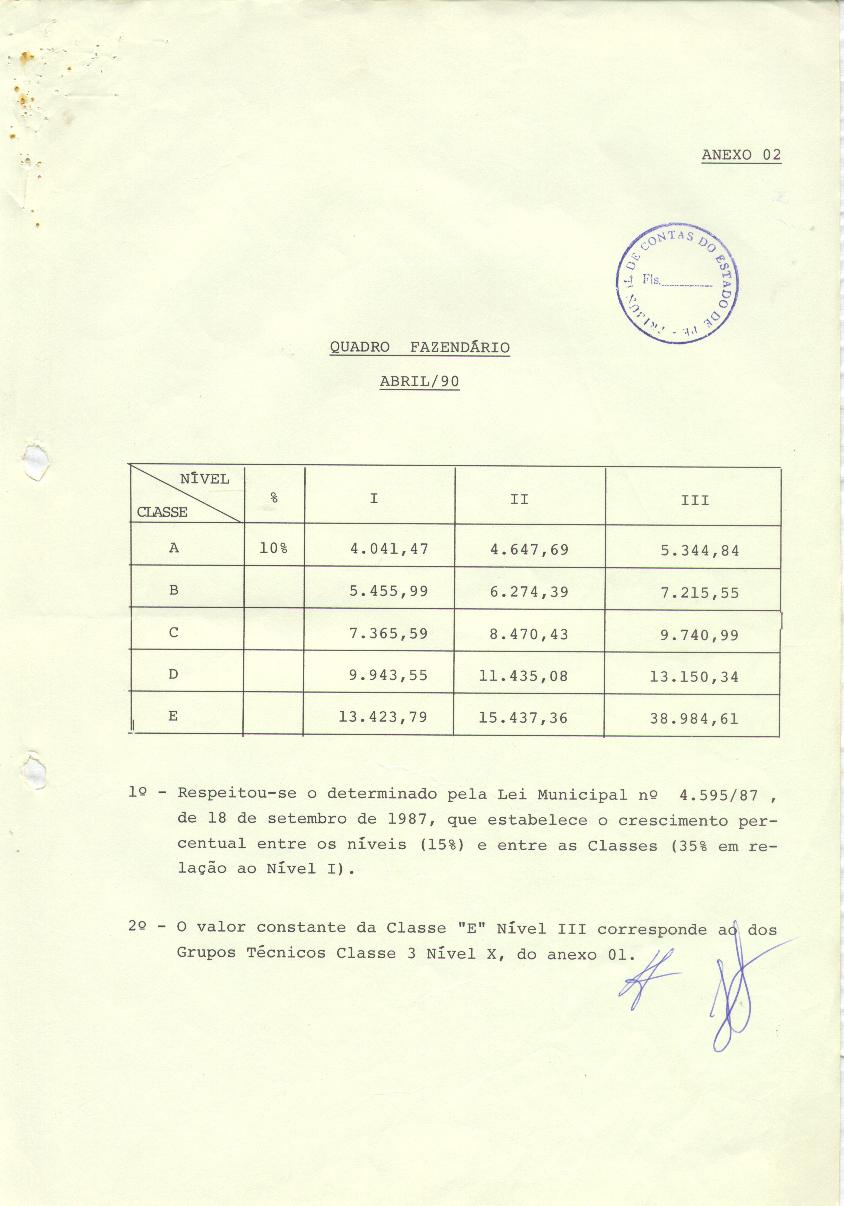 ANEXO 02
TRIBUNAL DE CONTAS DO ESTADO DE PE -
Fls.
QUADRO FAZENDÁRIO
ABRIL/90
NÍVEL
CLASSE % I II III
A 10% 4.041,47 4.647,69 5.344,84
B 5.455,99 6.274,39 7.215,55
C 7.365,59 8.470,43 9.740,99
D 9.943,55 11.435,08 13.150,34
E 13.423,79 15.437,36 38.984,61
1º - Respeitou-se o determinado pela Lei Municipal nº 4.595/87 ,
de 18 de setembro de 1987, que estabelece o crescimento per-
centual entre os níveis (15%) e entre as Classes (35% em re-
lação ao Nível I).
2º - O valor constante da Classe "E" Nível III corresponde ao dos
Grupos Técnicos Classe 3 Nível X, do anexo 01.